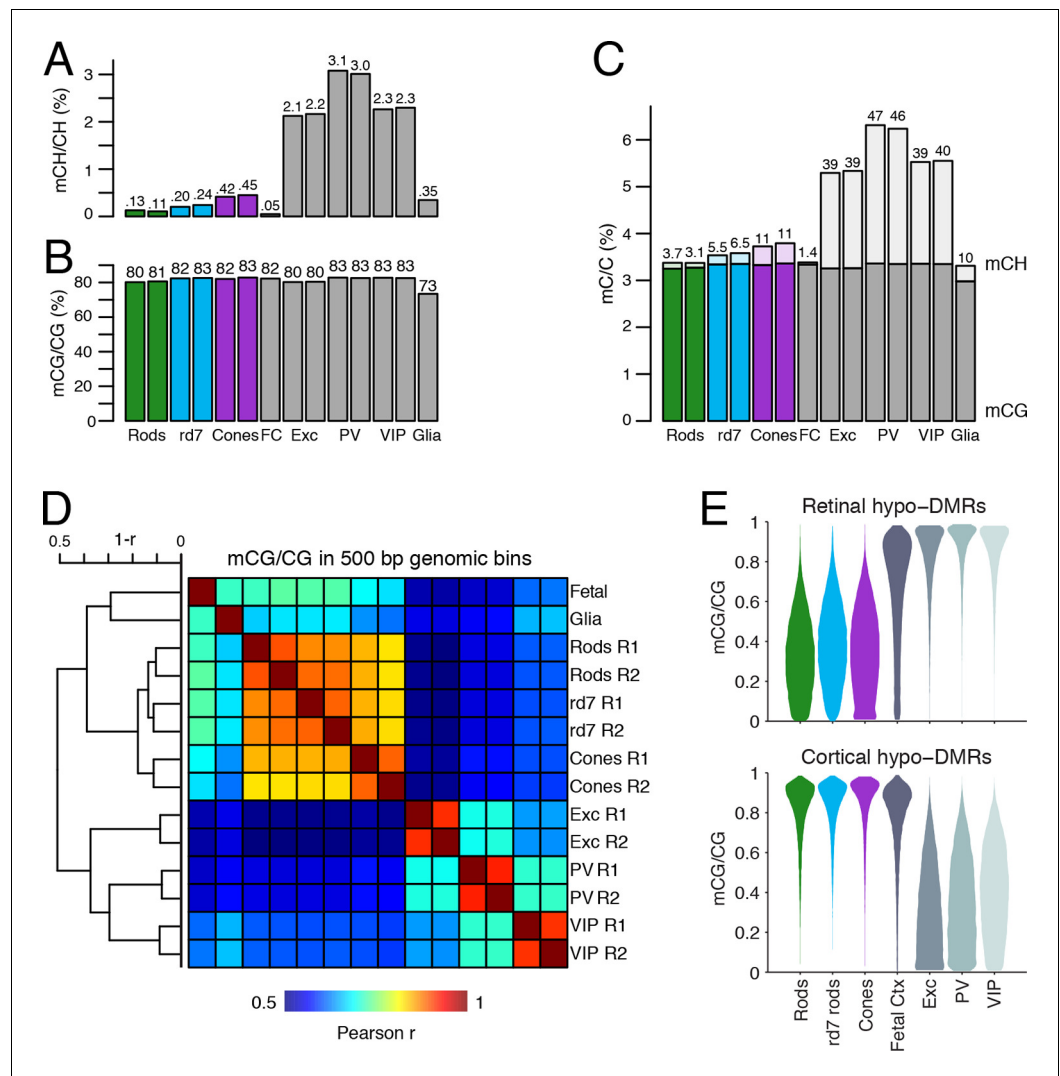 A
mCH/CH (%)
3
2
1
0
.13 .11 .20 .24 .42 .45 .05 2.1 2.2 3.1 3.0 2.3 2.3 .35
B
mCG/CG (%)
80
60
40
20
0
80 81 82 83 82 83 82 80 80 83 83 83 83 73
Rods rd7 Cones FC Exc PV VIP Glia
C
mC/C (%)
6
5
4
3
2
1
0
3.7 3.1 5.5 6.5 11 11 1.4 39 39 47 46 39 40 10
mCH
mCG
Rods rd7 Cones FC Exc PV VIP Glia
D
0.5 1-r 0
mCG/CG in 500 bp genomic bins
Fetal
Glia
Rods R1
Rods R2
rd7 R1
rd7 R2
Cones R1
Cones R2
Exc R1
Exc R2
PV R1
PV R2
VIP R1
VIP R2
0.5 1
Pearson r
E
Retinal hypo−DMRs
mCG/CG
1
0.8
0.6
0.4
0.2
0
Cortical hypo−DMRs
mCG/CG
1
0.8
0.6
0.4
0.2
0
Rods
rd7 rods
Cones
Fetal Ctx
Exc
PV
VIP